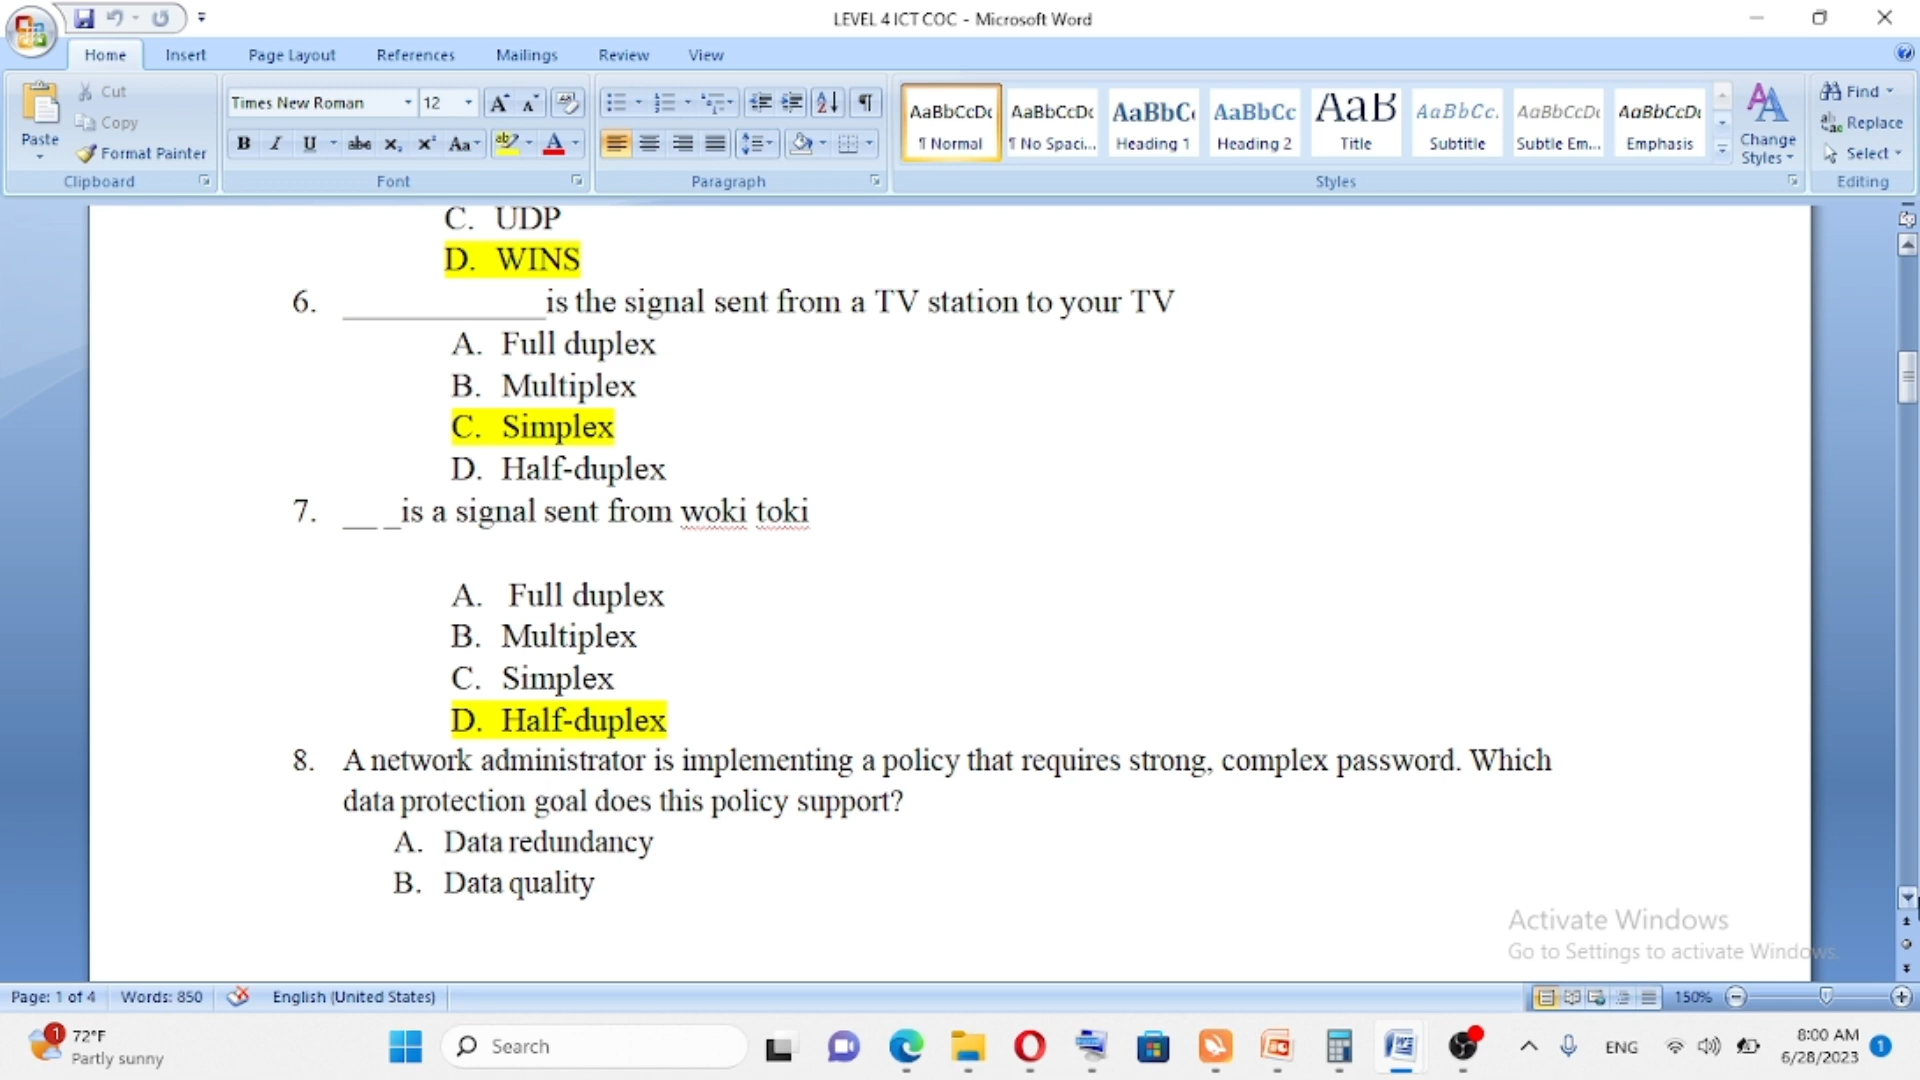 LEVEL 4 ICT COC - Microsoft Word
Home Insert Page Layout References Mailings Review View
Paste Cut Copy Format Painter
Clipboard
Times New Roman 12
Font
Paragraph
AaBbCcDc AaBbCcDc AaBbC AaBbCc AaB AaBbCc. AaBbCcDc AaBbCcDc
¶ Normal ¶ No Spaci... Heading 1 Heading 2 Title Subtitle Subtle Em... Emphasis
Styles
Change Styles
Find
Replace
Select
Editing
C. UDP
D. WINS
6. ______________is the signal sent from a TV station to your TV
A. Full duplex
B. Multiplex
C. Simplex
D. Half-duplex
7. __ _is a signal sent from woki toki
A. Full duplex
B. Multiplex
C. Simplex
D. Half-duplex
8. A network administrator is implementing a policy that requires strong, complex password. Which
data protection goal does this policy support?
A. Data redundancy
B. Data quality
Activate Windows
Go to Settings to activate Windows.
Page: 1 of 4 Words: 850 English (United States) 150%
1 72°F
Partly sunny
Search
ENG
8:00 AM
6/28/2023
1